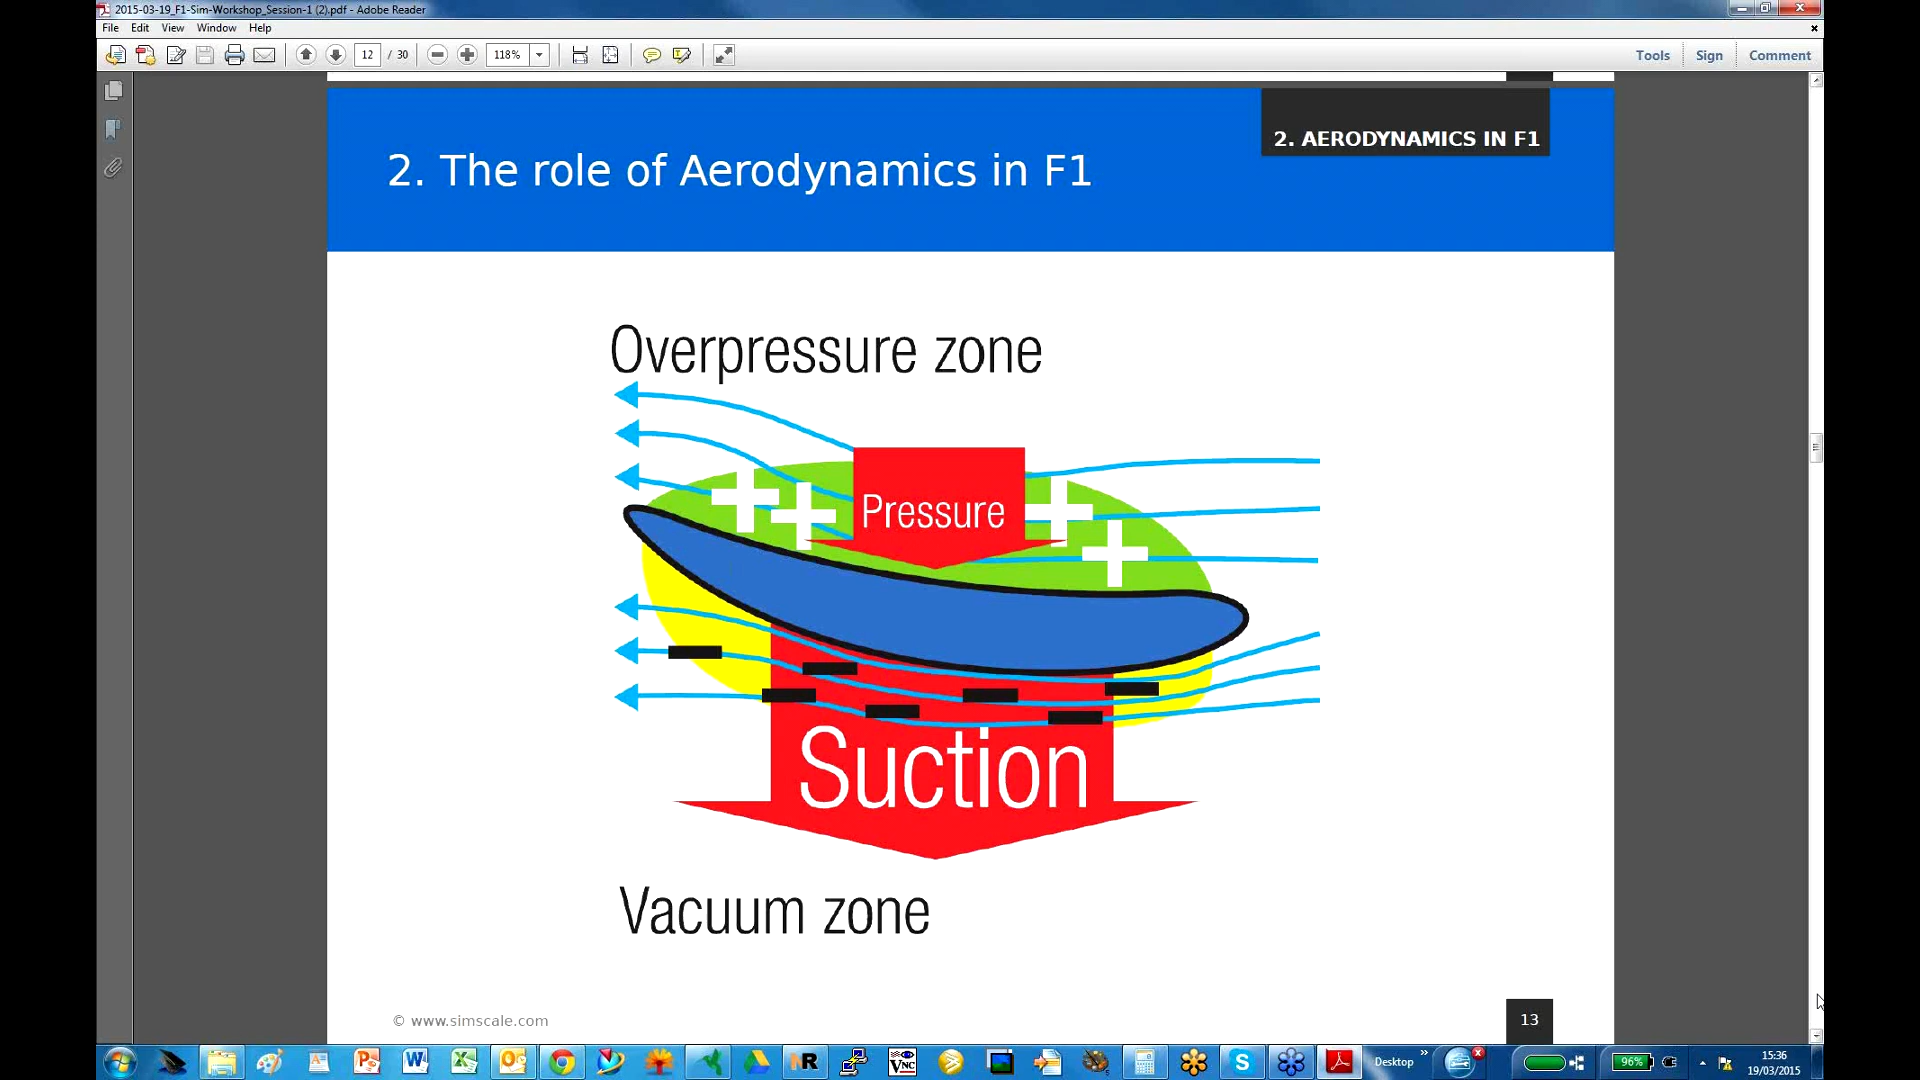 2015-03-19_F1-Sim-Workshop_Session-1 (2).pdf - Adobe Reader
File Edit View Window Help
12 / 30 118% Tools Sign Comment
2. AERODYNAMICS IN F1
2. The role of Aerodynamics in F1
Overpressure zone
Pressure
Suction
Vacuum zone
© www.simscale.com
13
Desktop
96%
15:36
19/03/2015